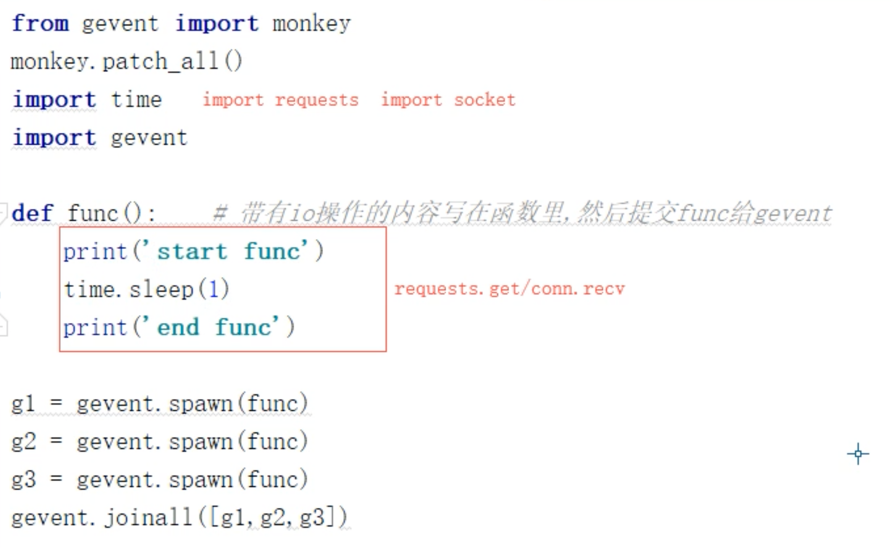 from gevent import monkey
monkey.patch_all()
import time import requests import socket
import gevent
def func(): # 带有io操作的内容写在函数里,然后提交func给gevent
print('start func')
time.sleep(1) requests.get/conn.recv
print('end func')
g1 = gevent.spawn(func)
g2 = gevent.spawn(func)
g3 = gevent.spawn(func)
gevent.joinall([g1,g2,g3])